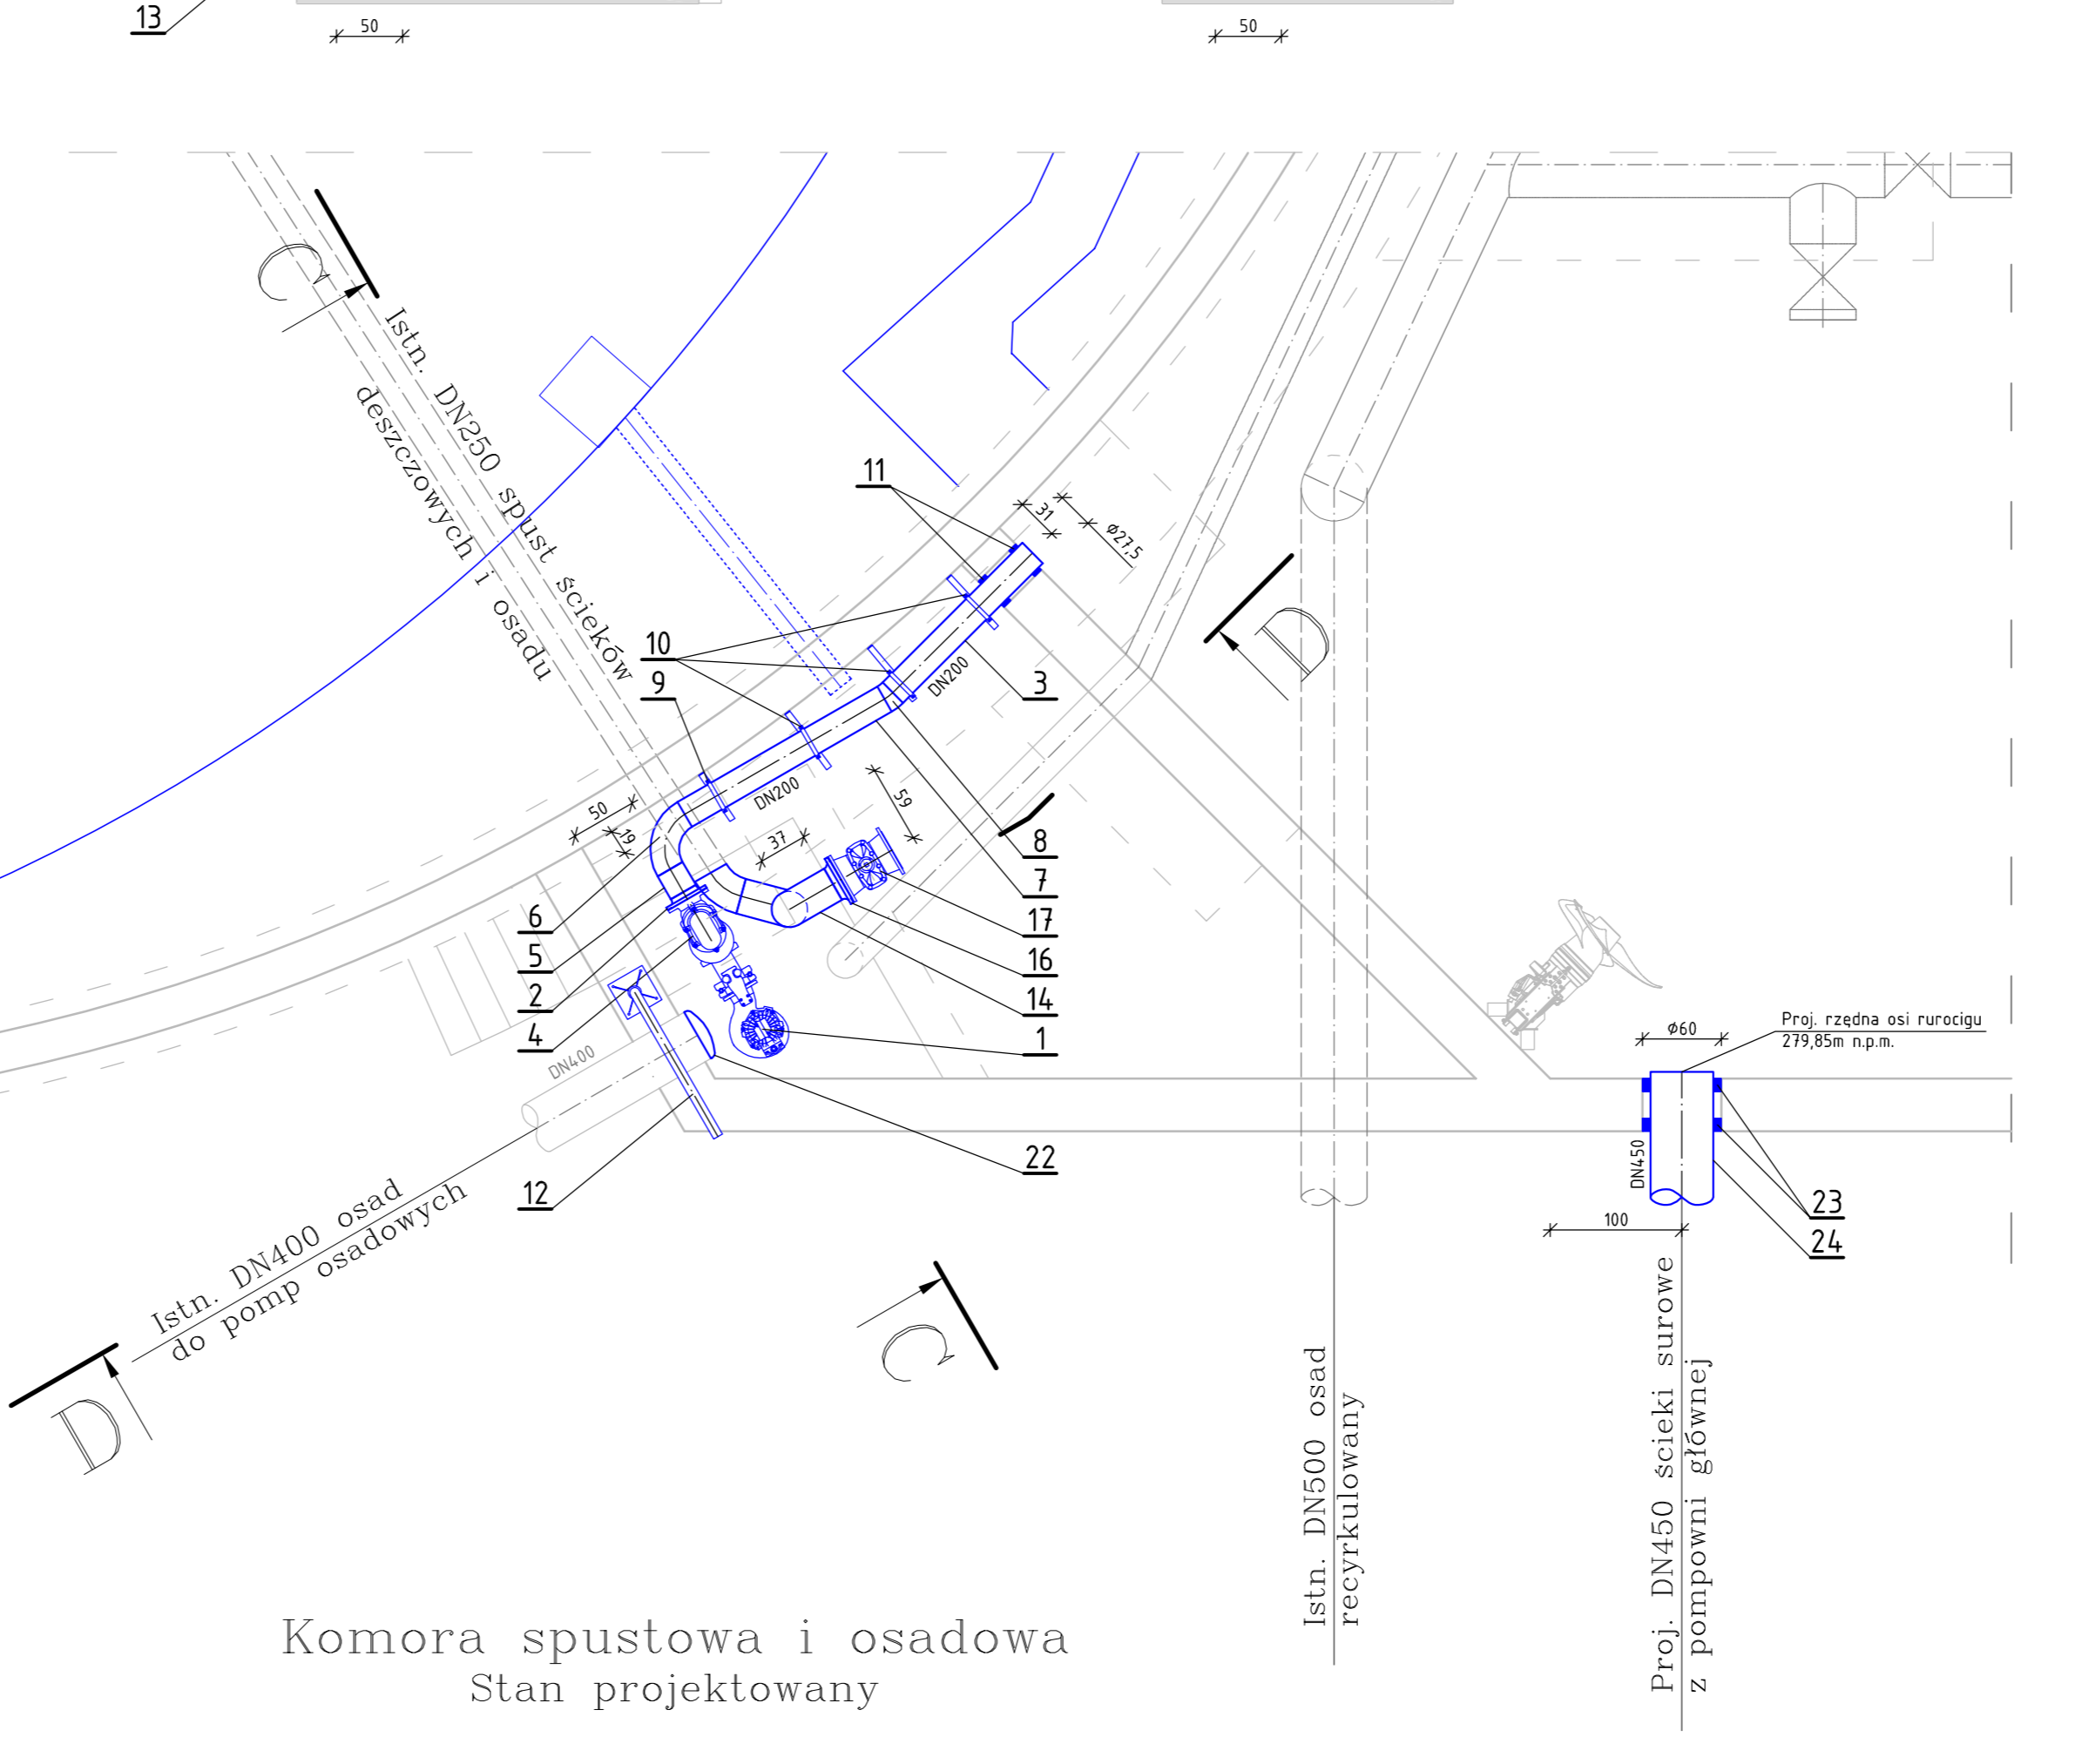 13
50
50
C
Istn. DN250 spust ścieków
deszczowych i osadu
11
31
ϕ27,5
D
10
9
DN200
3
DN200
50
19
37
59
8
7
6
17
5
16
2
14
4
1
DN400
ϕ60
Proj. rzędna osi rurocigu
279,85m n.p.m.
22
12
DN450
23
100
24
Istn. DN400 osad
do pomp osadowych
C
D
Istn. DN500 osad
recyrkulowany
Proj. DN450 ścieki surowe
z pompowni głównej
Komora spustowa i osadowa
Stan projektowany